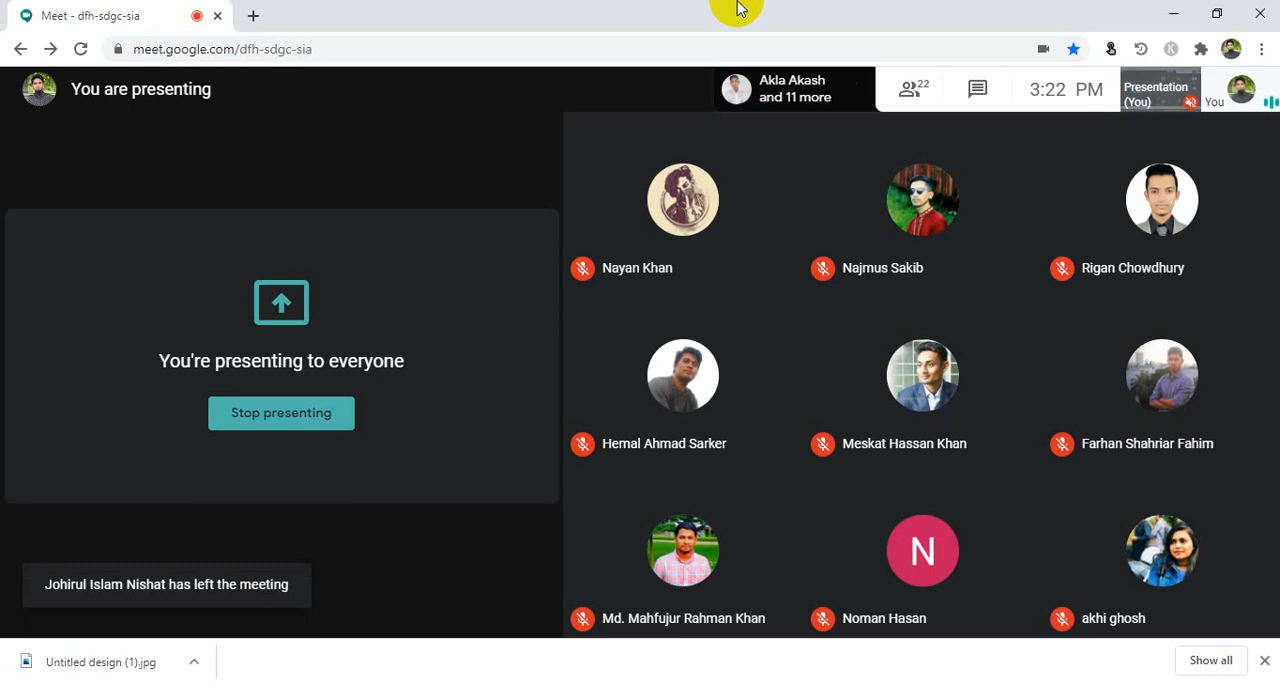 Meet - dfh-sdgc-sia
meet.google.com/dfh-sdgc-sia
K
You are presenting
Akla Akash
and 11 more
22
3:22 PM
Presentation
(You)
You
Nayan Khan
Najmus Sakib
Rigan Chowdhury
You're presenting to everyone
Stop presenting
Hemal Ahmad Sarker
Meskat Hassan Khan
Farhan Shahriar Fahim
N
Johirul Islam Nishat has left the meeting
Md. Mahfujur Rahman Khan
Noman Hasan
akhi ghosh
Untitled design (1).jpg
Show all